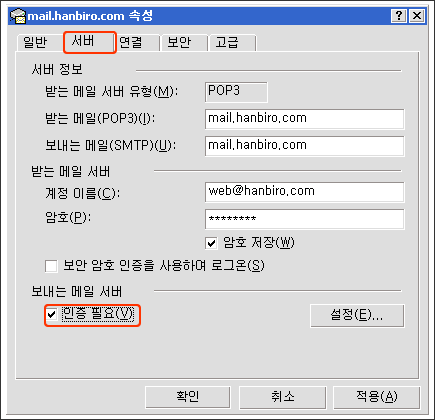 mail.hanbiro.com 속성
일반 서버 연결 보안 고급
서버 정보
받는 메일 서버 유형(M): POP3
받는 메일(POP3)(I): mail.hanbiro.com
보내는 메일(SMTP)(U): mail.hanbiro.com
받는 메일 서버
계정 이름(C): web@hanbiro.com
암호(P): ********
암호 저장(W)
보안 암호 인증을 사용하여 로그온(S)
보내는 메일 서버
인증 필요(V) 설정(E)...
확인 취소 적용(A)